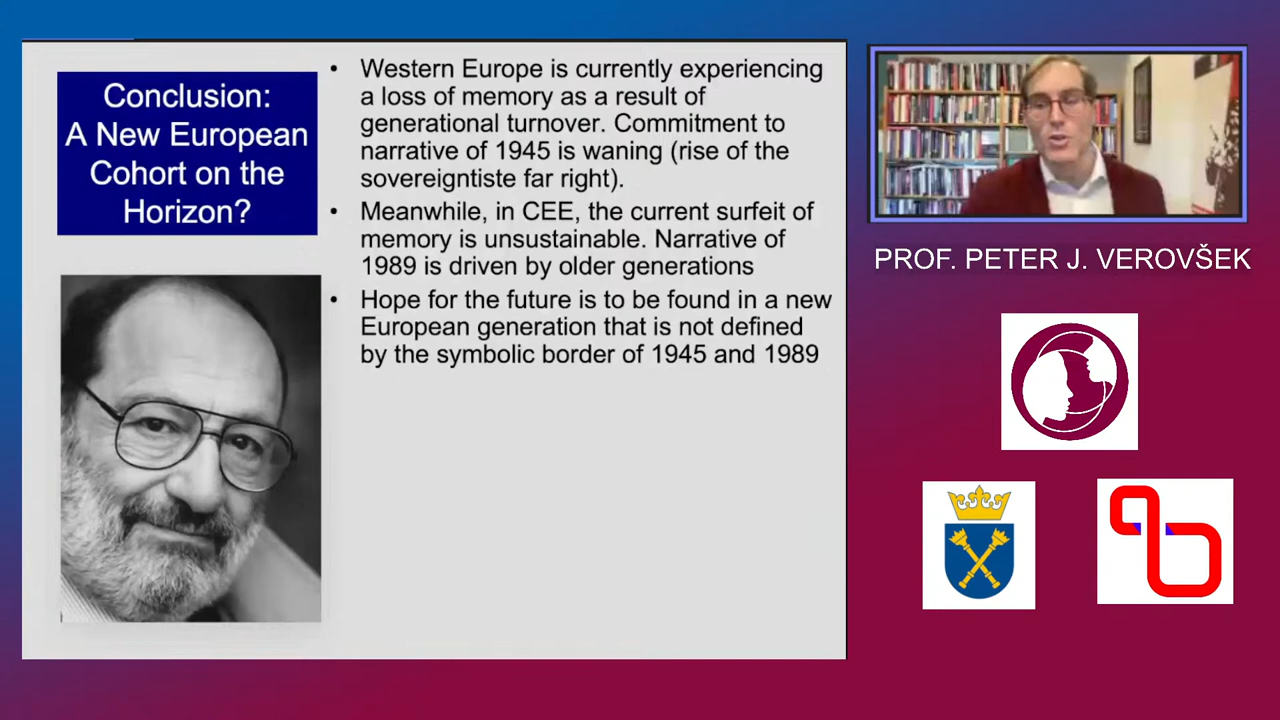 Conclusion:
A New European
Cohort on the
Horizon?
• Western Europe is currently experiencing
a loss of memory as a result of
generational turnover. Commitment to
narrative of 1945 is waning (rise of the
sovereigntiste far right).
• Meanwhile, in CEE, the current surfeit of
memory is unsustainable. Narrative of
1989 is driven by older generations
• Hope for the future is to be found in a new
European generation that is not defined
by the symbolic border of 1945 and 1989
PROF. PETER J. VEROVŠEK